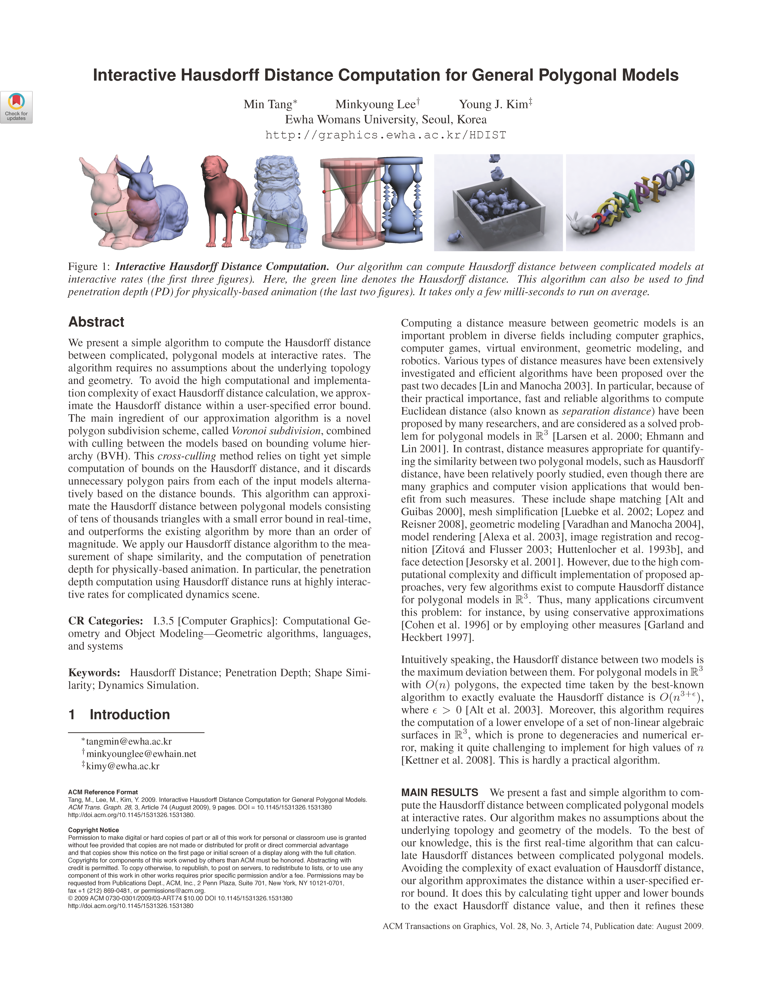 Interactive Hausdorff Distance Computation for General Polygonal Models
Check for
updates
Min Tang* Minkyoung Lee† Young J. Kim‡
Ewha Womans University, Seoul, Korea
http://graphics.ewha.ac.kr/HDIST
Figure 1: Interactive Hausdorff Distance Computation. Our algorithm can compute Hausdorff distance between complicated models at
interactive rates (the first three figures). Here, the green line denotes the Hausdorff distance. This algorithm can also be used to find
penetration depth (PD) for physically-based animation (the last two figures). It takes only a few milli-seconds to run on average.
Abstract
We present a simple algorithm to compute the Hausdorff distance
between complicated, polygonal models at interactive rates. The
algorithm requires no assumptions about the underlying topology
and geometry. To avoid the high computational and implementa-
tion complexity of exact Hausdorff distance calculation, we approx-
imate the Hausdorff distance within a user-specified error bound.
The main ingredient of our approximation algorithm is a novel
polygon subdivision scheme, called Voronoi subdivision, combined
with culling between the models based on bounding volume hier-
archy (BVH). This cross-culling method relies on tight yet simple
computation of bounds on the Hausdorff distance, and it discards
unnecessary polygon pairs from each of the input models alterna-
tively based on the distance bounds. This algorithm can approxi-
mate the Hausdorff distance between polygonal models consisting
of tens of thousands triangles with a small error bound in real-time,
and outperforms the existing algorithm by more than an order of
magnitude. We apply our Hausdorff distance algorithm to the mea-
surement of shape similarity, and the computation of penetration
depth for physically-based animation. In particular, the penetration
depth computation using Hausdorff distance runs at highly interac-
tive rates for complicated dynamics scene.
CR Categories: I.3.5 [Computer Graphics]: Computational Ge-
ometry and Object Modeling—Geometric algorithms, languages,
and systems
Keywords: Hausdorff Distance; Penetration Depth; Shape Simi-
larity; Dynamics Simulation.
1 Introduction
*tangmin@ewha.ac.kr
†minkyounglee@ewhain.net
‡kimy@ewha.ac.kr
ACM Reference Format
Tang, M., Lee, M., Kim, Y. 2009. Interactive Hausdorff Distance Computation for General Polygonal Models.
ACM Trans. Graph. 28, 3, Article 74 (August 2009), 9 pages. DOI = 10.1145/1531326.1531380
http://doi.acm.org/10.1145/1531326.1531380.
Copyright Notice
Permission to make digital or hard copies of part or all of this work for personal or classroom use is granted
without fee provided that copies are not made or distributed for profit or direct commercial advantage
and that copies show this notice on the first page or initial screen of a display along with the full citation.
Copyrights for components of this work owned by others than ACM must be honored. Abstracting with
credit is permitted. To copy otherwise, to republish, to post on servers, to redistribute to lists, or to use any
component of this work in other works requires prior specific permission and/or a fee. Permissions may be
requested from Publications Dept., ACM, Inc., 2 Penn Plaza, Suite 701, New York, NY 10121-0701,
fax +1 (212) 869-0481, or permissions@acm.org.
© 2009 ACM 0730-0301/2009/03-ART74 $10.00 DOI 10.1145/1531326.1531380
http://doi.acm.org/10.1145/1531326.1531380
Computing a distance measure between geometric models is an
important problem in diverse fields including computer graphics,
computer games, virtual environment, geometric modeling, and
robotics. Various types of distance measures have been extensively
investigated and efficient algorithms have been proposed over the
past two decades [Lin and Manocha 2003]. In particular, because of
their practical importance, fast and reliable algorithms to compute
Euclidean distance (also known as separation distance) have been
proposed by many researchers, and are considered as a solved prob-
lem for polygonal models in ℝ³ [Larsen et al. 2000; Ehmann and
Lin 2001]. In contrast, distance measures appropriate for quantify-
ing the similarity between two polygonal models, such as Hausdorff
distance, have been relatively poorly studied, even though there are
many graphics and computer vision applications that would ben-
efit from such measures. These include shape matching [Alt and
Guibas 2000], mesh simplification [Luebke et al. 2002; Lopez and
Reisner 2008], geometric modeling [Varadhan and Manocha 2004],
model rendering [Alexa et al. 2003], image registration and recog-
nition [Zitová and Flusser 2003; Huttenlocher et al. 1993b], and
face detection [Jesorsky et al. 2001]. However, due to the high com-
putational complexity and difficult implementation of proposed ap-
proaches, very few algorithms exist to compute Hausdorff distance
for polygonal models in ℝ³. Thus, many applications circumvent
this problem: for instance, by using conservative approximations
[Cohen et al. 1996] or by employing other measures [Garland and
Heckbert 1997].
Intuitively speaking, the Hausdorff distance between two models is
the maximum deviation between them. For polygonal models in ℝ³
with O(n) polygons, the expected time taken by the best-known
algorithm to exactly evaluate the Hausdorff distance is O(n³⁺ᵋ),
where ϵ > 0 [Alt et al. 2003]. Moreover, this algorithm requires
the computation of a lower envelope of a set of non-linear algebraic
surfaces in ℝ³, which is prone to degeneracies and numerical er-
ror, making it quite challenging to implement for high values of n
[Kettner et al. 2008]. This is hardly a practical algorithm.
MAIN RESULTS We present a fast and simple algorithm to com-
pute the Hausdorff distance between complicated polygonal models
at interactive rates. Our algorithm makes no assumptions about the
underlying topology and geometry of the models. To the best of
our knowledge, this is the first real-time algorithm that can calcu-
late Hausdorff distances between complicated polygonal models.
Avoiding the complexity of exact evaluation of Hausdorff distance,
our algorithm approximates the distance within a user-specified er-
ror bound. It does this by calculating tight upper and lower bounds
to the exact Hausdorff distance value, and then it refines these
ACM Transactions on Graphics, Vol. 28, No. 3, Article 74, Publication date: August 2009.